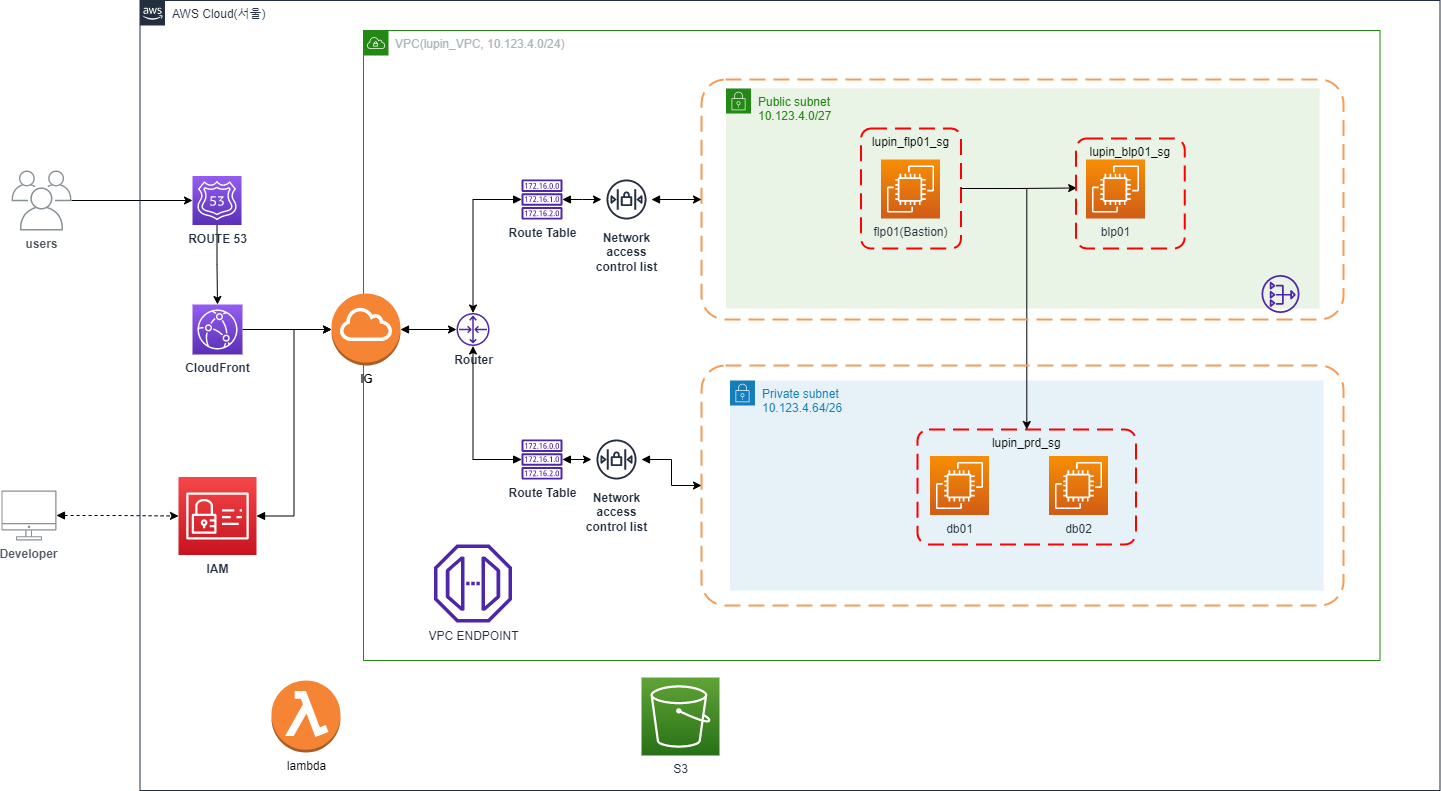 aws
AWS Cloud(서울)
VPC(lupin_VPC, 10.123.4.0/24)
Public subnet
10.123.4.0/27
lupin_flp01_sg
flp01(Bastion)
lupin_blp01_sg
blp01
users
53
ROUTE 53
172.16.0.0
172.16.1.0
172.16.2.0
Route Table
Network
access
control list
CloudFront
IG
Router
Private subnet
10.123.4.64/26
lupin_prd_sg
db01
db02
172.16.0.0
172.16.1.0
172.16.2.0
Route Table
Network
access
control list
Developer
IAM
VPC ENDPOINT
lambda
S3